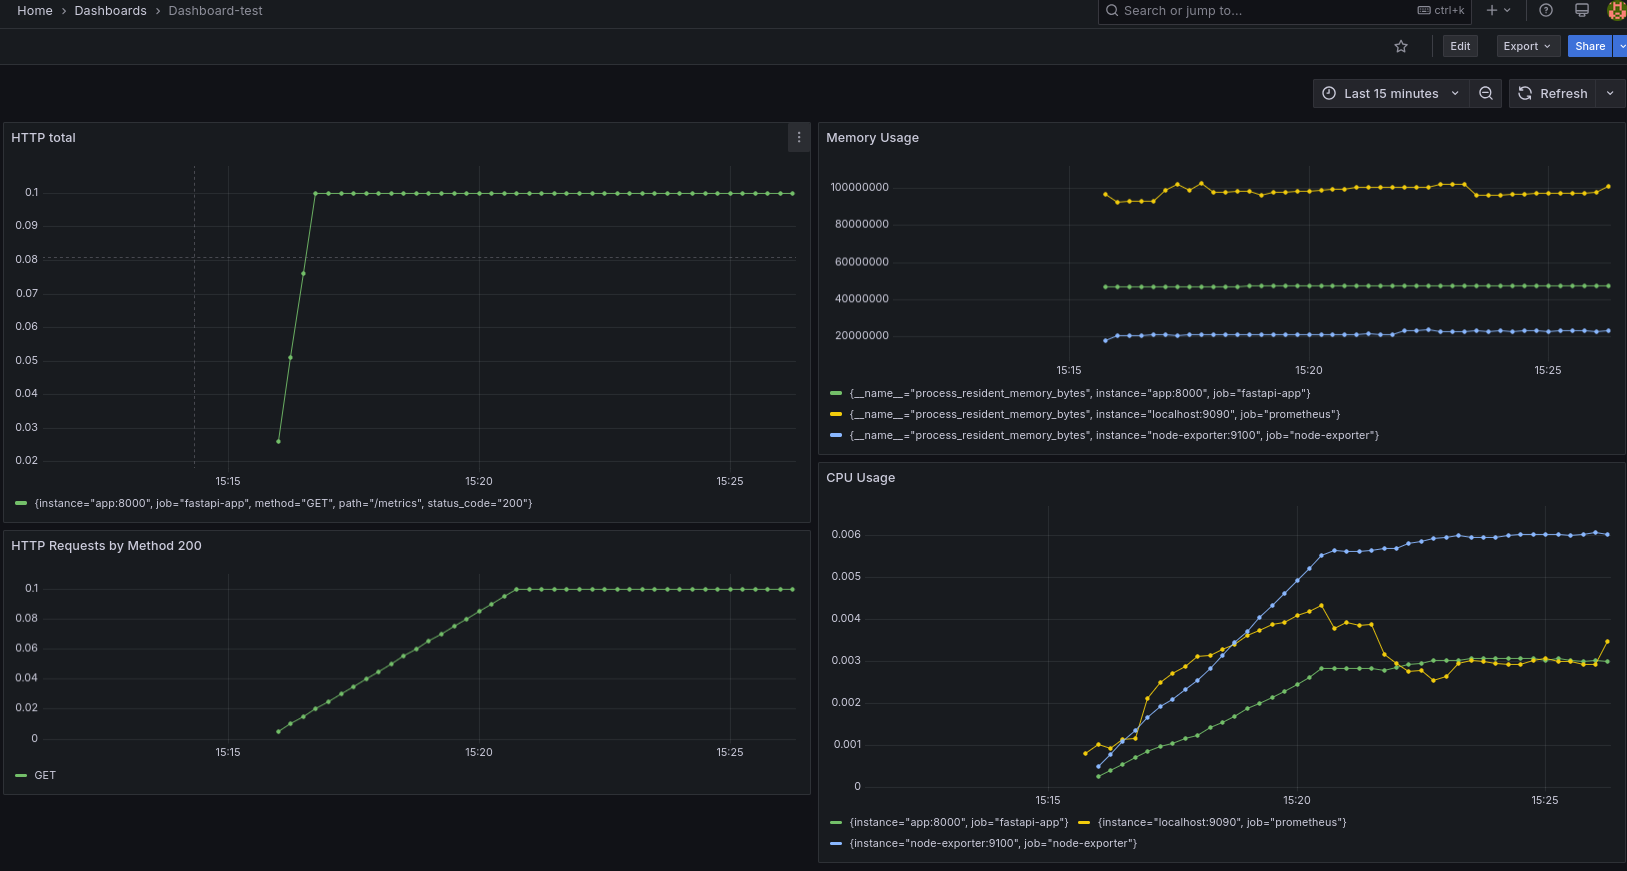 Home > Dashboards > Dashboard-test
Search or jump to... ctrl+k
Edit Export Share
Last 15 minutes Refresh
HTTP total
0.1
0.09
0.08
0.07
0.06
0.05
0.04
0.03
0.02
15:15 15:20 15:25
{instance="app:8000", job="fastapi-app", method="GET", path="/metrics", status_code="200"}
HTTP Requests by Method 200
0.1
0.08
0.06
0.04
0.02
0
15:15 15:20 15:25
GET
Memory Usage
100000000
80000000
60000000
40000000
20000000
15:15 15:20 15:25
{__name__="process_resident_memory_bytes", instance="app:8000", job="fastapi-app"}
{__name__="process_resident_memory_bytes", instance="localhost:9090", job="prometheus"}
{__name__="process_resident_memory_bytes", instance="node-exporter:9100", job="node-exporter"}
CPU Usage
0.006
0.005
0.004
0.003
0.002
0.001
0
15:15 15:20 15:25
{instance="app:8000", job="fastapi-app"} {instance="localhost:9090", job="prometheus"}
{instance="node-exporter:9100", job="node-exporter"}